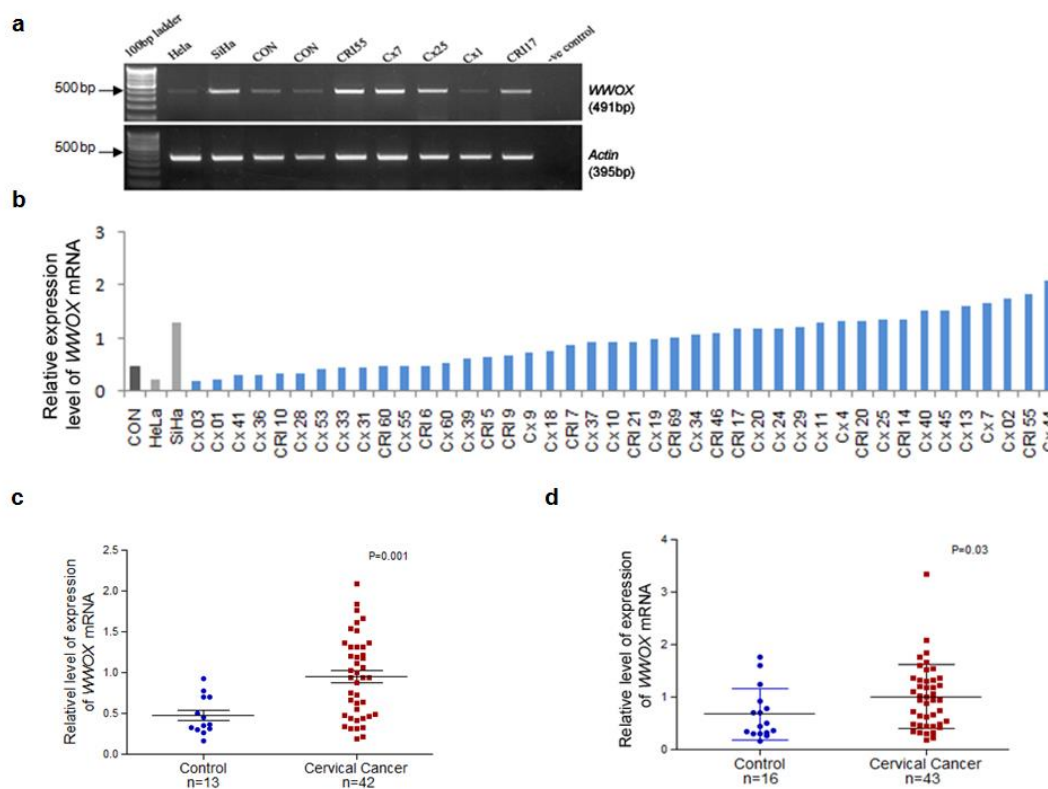 a
100bp ladder
Hela
SiHa
CON
CON
CRI55
Cx7
Cx25
Cx1
CRI17
-ve control
500bp
WWOX
(491bp)
500bp
Actin
(395bp)
b
Relative expression
level of WWOX mRNA
3
2
1
0
CON
HeLa
SiHa
Cx 03
Cx 01
Cx 41
Cx 36
CRI 10
Cx 28
Cx 53
Cx 33
Cx 31
CRI 60
Cx 55
CRI 6
Cx 60
Cx 39
CRI 5
CRI 9
Cx 9
Cx 18
CRI 7
Cx 37
Cx 10
CRI 21
Cx 19
CRI 69
Cx 34
CRI 46
CRI 17
Cx 20
Cx 24
Cx 29
Cx 11
Cx 4
CRI 20
Cx 25
CRI 14
Cx 40
Cx 45
Cx 13
Cx 7
Cx 02
CRI 55
c
Relative level of expression
of WWOX mRNA
2.5
2.0
1.5
1.0
0.5
0.0
P=0.001
Control
n=13
Cervical Cancer
n=42
d
Relative level of expression
of WWOX mRNA
4
3
2
1
0
P=0.03
Control
n=16
Cervical Cancer
n=43